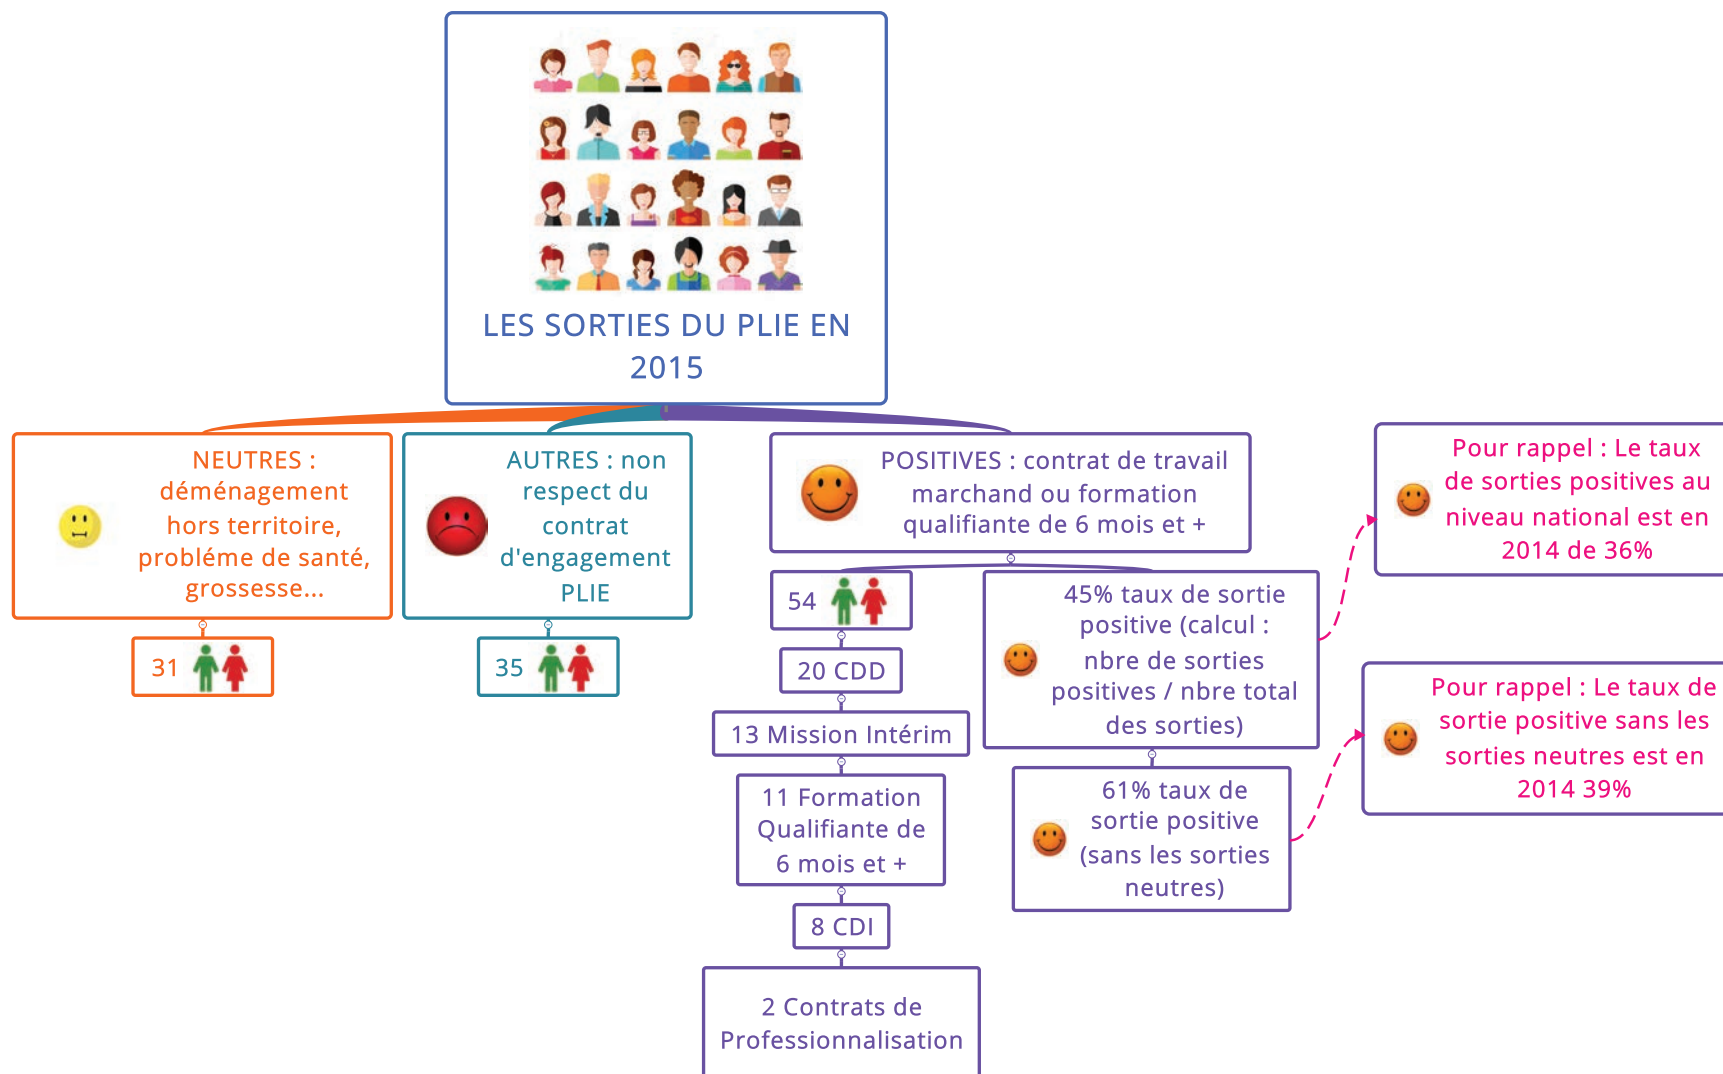 LES SORTIES DU PLIE EN
2015
NEUTRES :
déménagement
hors territoire,
probléme de santé,
grossesse...
31
AUTRES : non
respect du
contrat
d'engagement
PLIE
35
POSITIVES : contrat de travail
marchand ou formation
qualifiante de 6 mois et +
54
20 CDD
13 Mission Intérim
11 Formation
Qualifiante de
6 mois et +
8 CDI
2 Contrats de
Professionnalisation
45% taux de sortie
positive (calcul :
nbre de sorties
positives / nbre total
des sorties)
61% taux de
sortie positive
(sans les sorties
neutres)
Pour rappel : Le taux
de sorties positives au
niveau national est en
2014 de 36%
Pour rappel : Le taux de
sortie positive sans les
sorties neutres est en
2014 39%